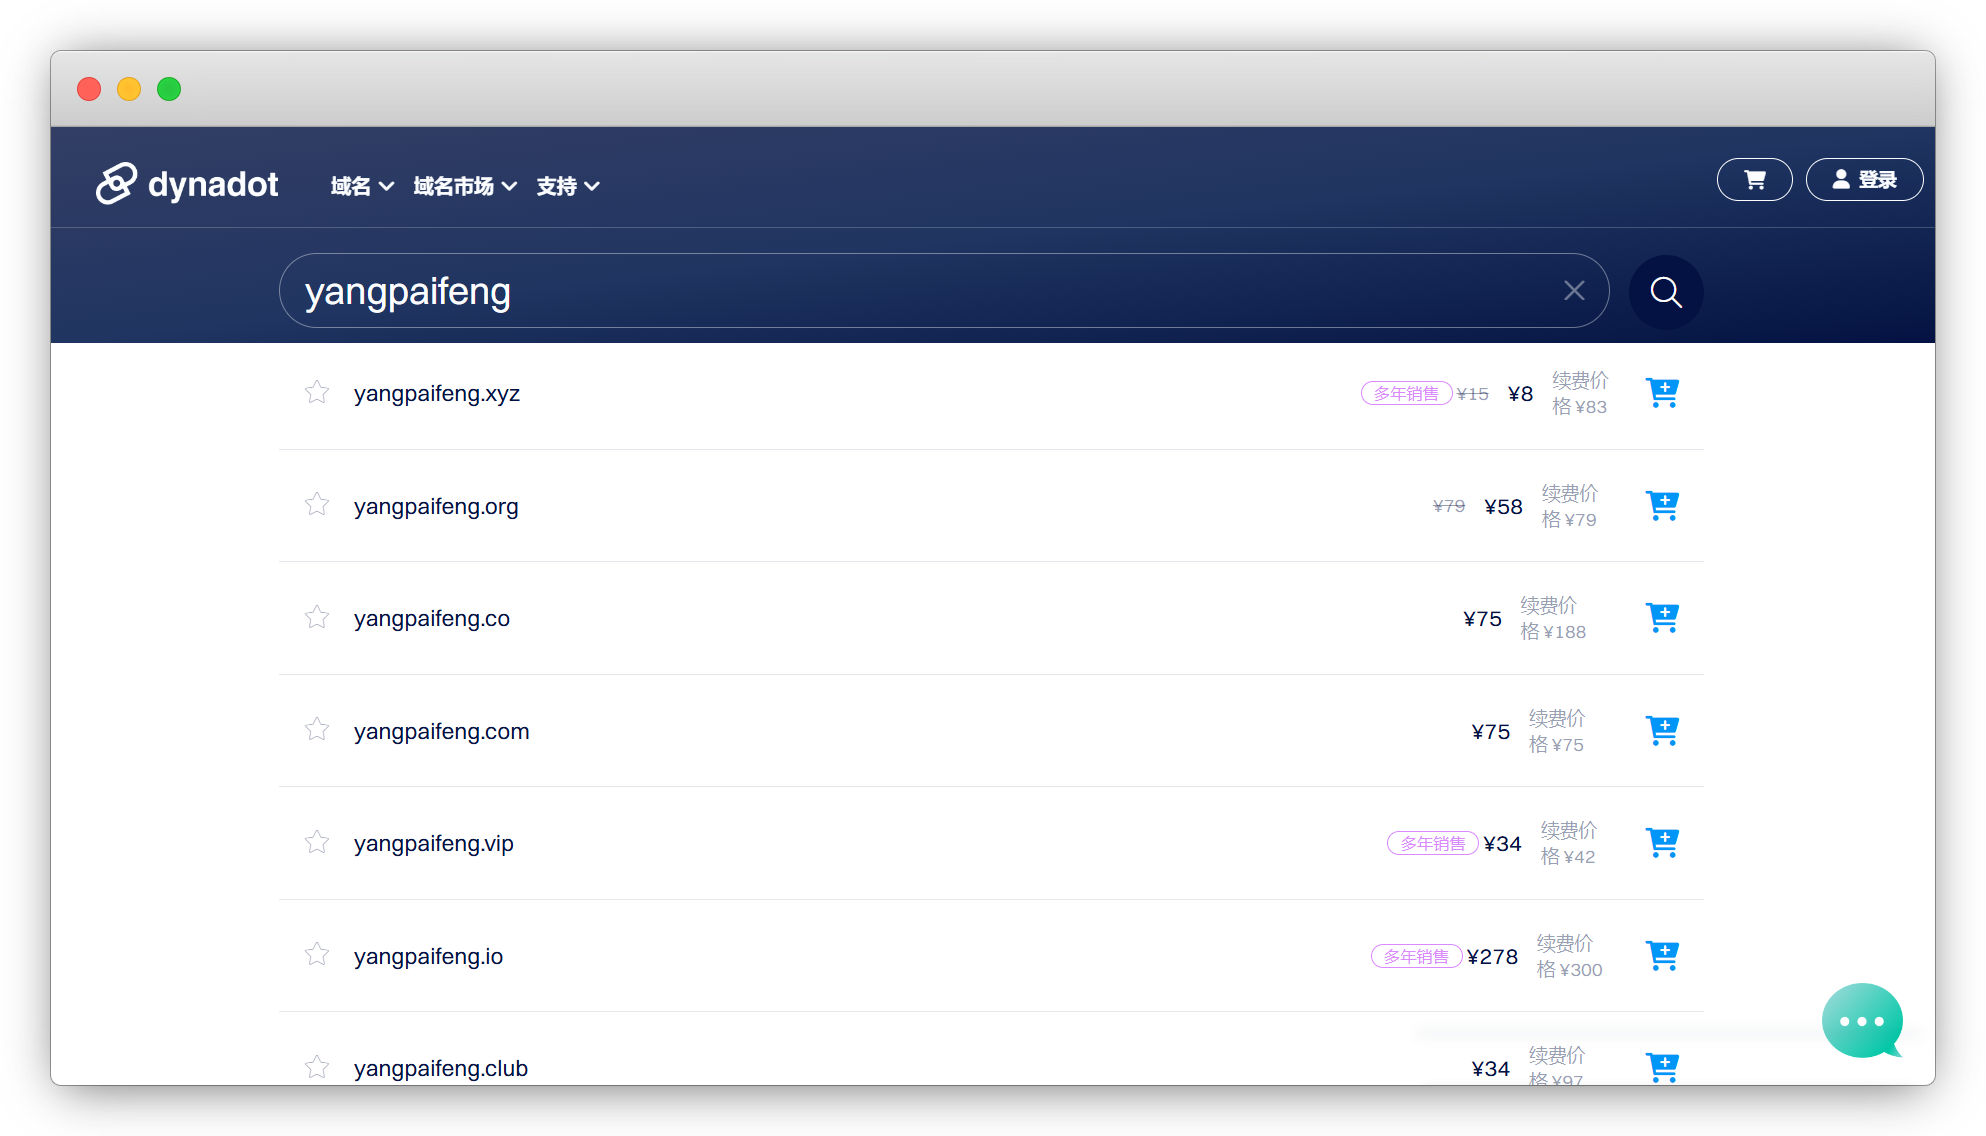 dynadot
域名 域名市场 支持
登录
yangpaifeng
yangpaifeng.xyz
多年销售 ¥15 ¥8
续费价
格 ¥83
yangpaifeng.org
¥79 ¥58
续费价
格 ¥79
yangpaifeng.co
¥75
续费价
格 ¥188
yangpaifeng.com
¥75
续费价
格 ¥75
yangpaifeng.vip
多年销售 ¥34
续费价
格 ¥42
yangpaifeng.io
多年销售 ¥278
续费价
格 ¥300
yangpaifeng.club
¥34
续费价
格 ¥97